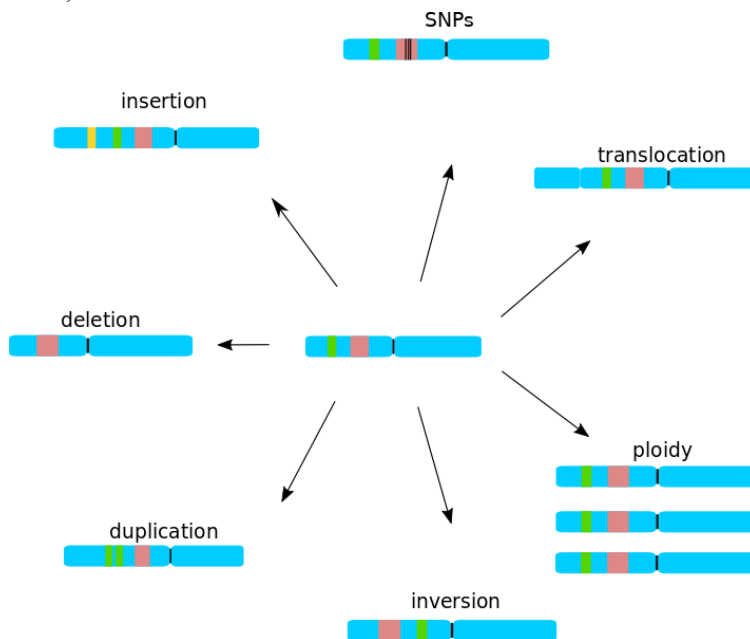 SNPs
insertion
translocation
deletion
ploidy
duplication
inversion